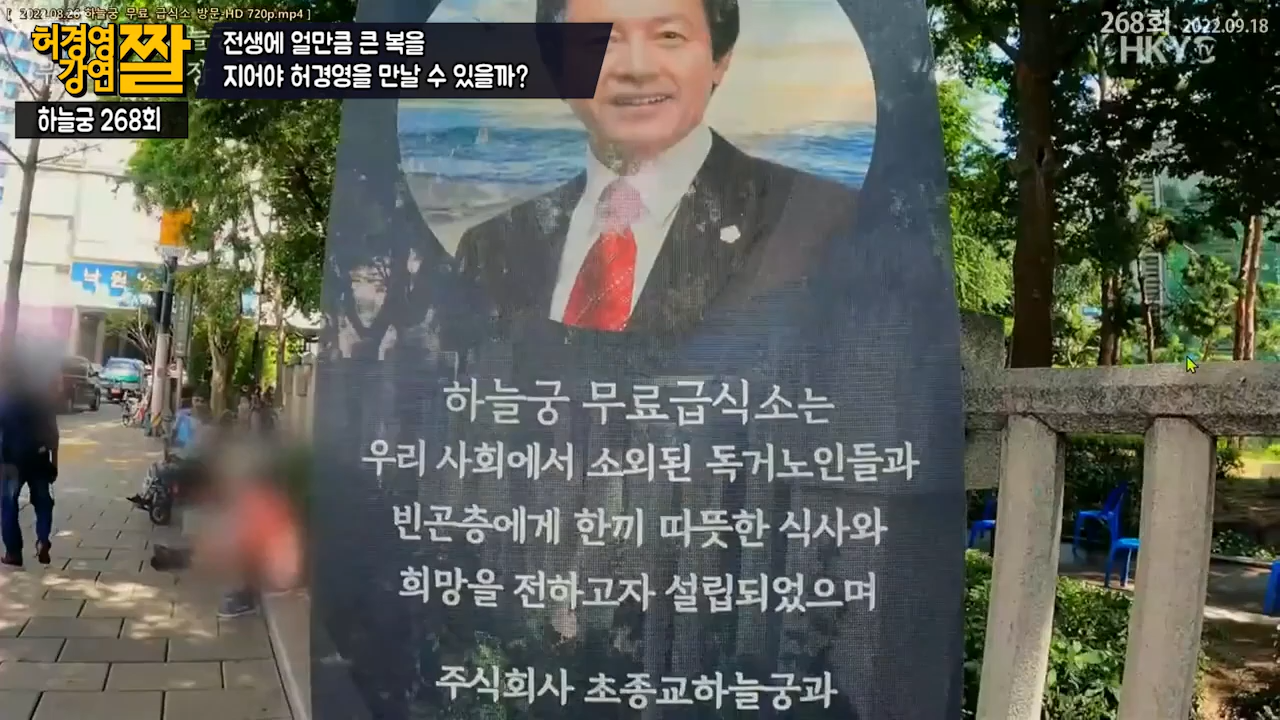 [ 2022.08.26 하늘궁 무료 급식소 방문 HD 720p.mp4 ]
허경영
강연
짤
전생에 얼만큼 큰 복을
지어야 허경영을 만날 수 있을까?
하늘궁 268회
268회 2022.09.18
낙원
하늘궁 무료급식소는
우리 사회에서 소외된 독거노인들과
빈곤층에게 한끼 따뜻한 식사와
희망을 전하고자 설립되었으며
주식회사 초종교하늘궁과